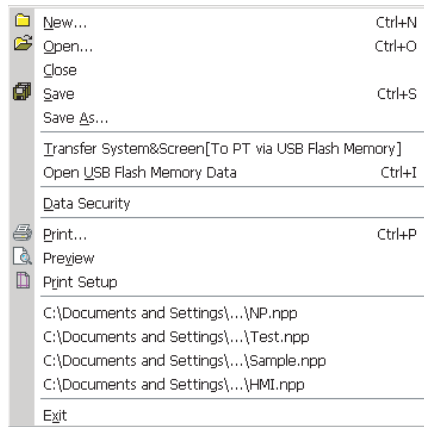 New... Ctrl+N
Open... Ctrl+O
Close
Save Ctrl+S
Save As...
Transfer System&Screen[To PT via USB Flash Memory]
Open USB Flash Memory Data Ctrl+I
Data Security
Print... Ctrl+P
Preview
Print Setup
C:\Documents and Settings\...\NP.npp
C:\Documents and Settings\...\Test.npp
C:\Documents and Settings\...\Sample.npp
C:\Documents and Settings\...\HMI.npp
Exit